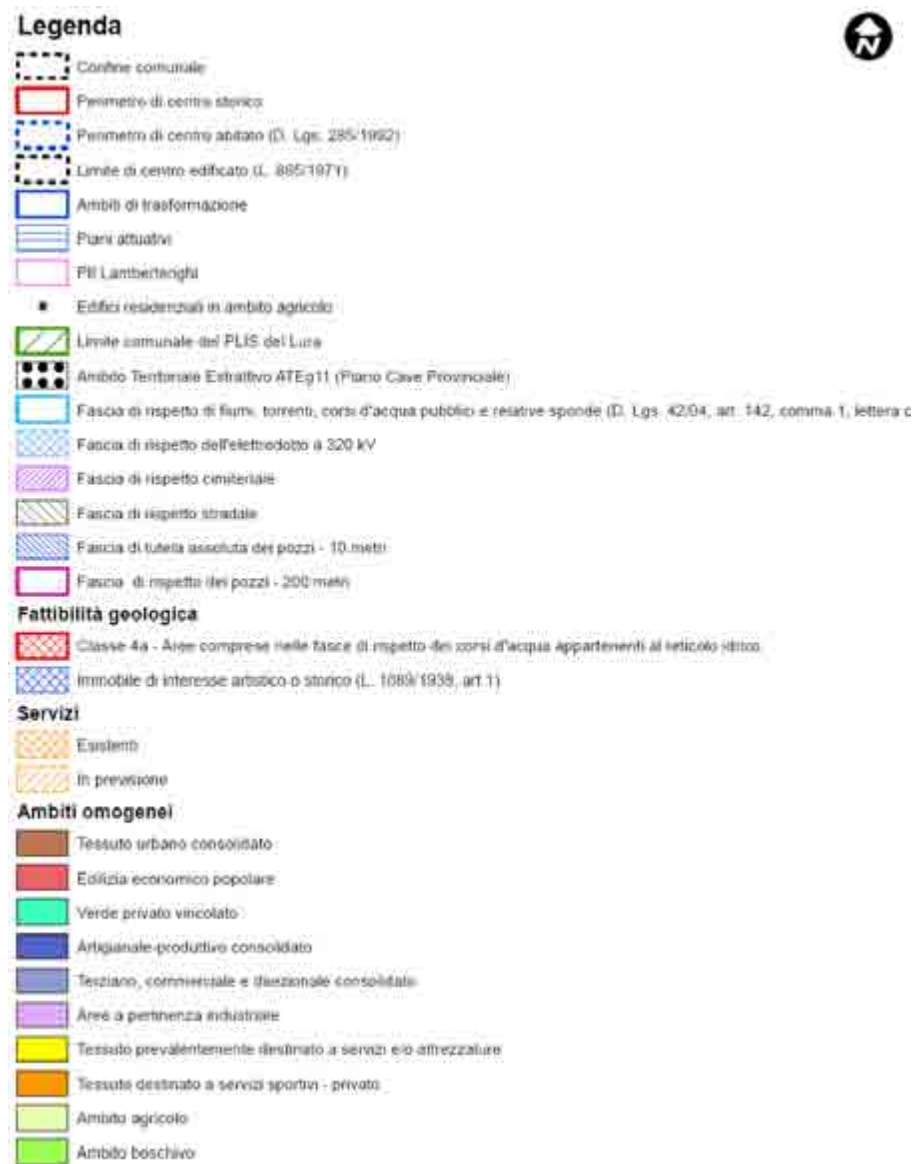 Legenda
N
Confine comunale
Perimetro di centro storico
Perimetro di centro abitato (D. Lgs. 285/1992)
Limite di centro edificato (L. 865/1971)
Ambiti di trasformazione
Piani attuativi
PII Lambertenghi
Edifici residenziali in ambito agricolo
Limite comunale del PLIS del Lura
Ambito Territoriale Estrattivo ATEg11 (Piano Cave Provinciale)
Fascia di rispetto di fiumi, torrenti, corsi d'acqua pubblici e relative sponde (D. Lgs. 42/04, art. 142, comma 1, lettera c
Fascia di rispetto dell'elettrodotto a 320 kV
Fascia di rispetto cimiteriale
Fascia di rispetto stradale
Fascia di tutela assoluta dei pozzi - 10 metri
Fascia di rispetto dei pozzi - 200 metri
Fattibilità geologica
Classe 4a - Aree comprese nelle fasce di rispetto dei corsi d'acqua appartenenti al reticolo idrico
Immobile di interesse artistico o storico (L. 1089/1938, art.1)
Servizi
Esistenti
In previsione
Ambiti omogenei
Tessuto urbano consolidato
Edilizia economico popolare
Verde privato vincolato
Artigianale-produttivo consolidato
Terziario, commerciale e direzionale consolidato
Aree a pertinenza industriale
Tessuto prevalentemente destinato a servizi e/o attrezzature
Tessuto destinato a servizi sportivi - privato
Ambito agricolo
Ambito boschivo